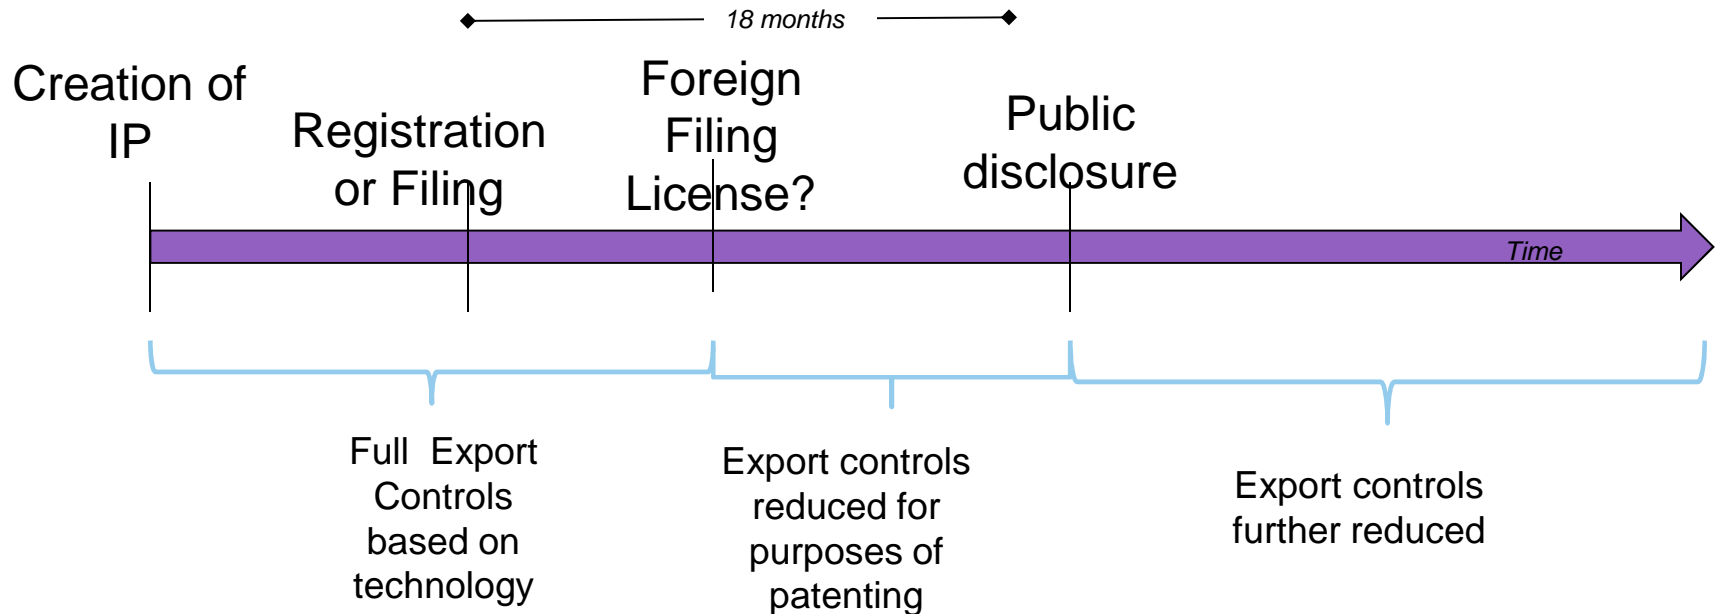 18 months
Creation of
IP
Registration
or Filing
Foreign
Filing
License?
Public
disclosure
Time
Full Export
Controls
based on
technology
Export controls
reduced for
purposes of
patenting
Export controls
further reduced